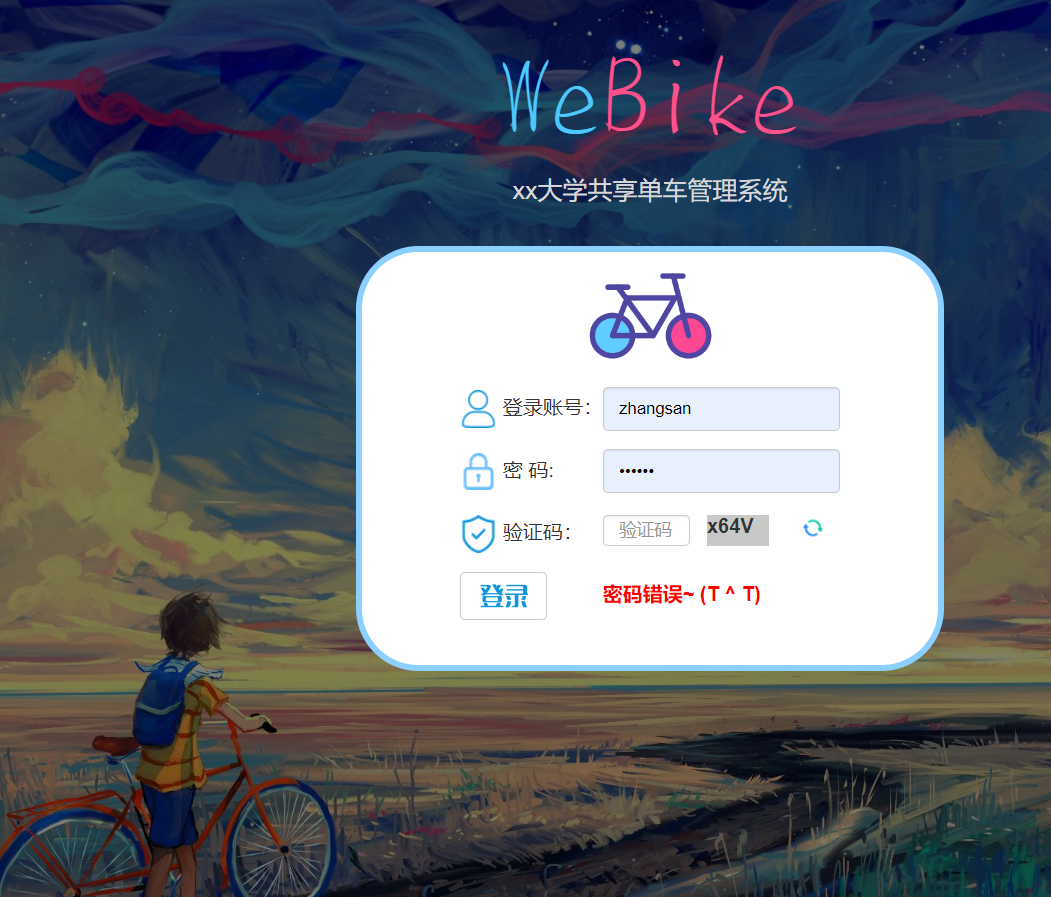 WeBike
xx大学共享单车管理系统
登录账号： zhangsan
密 码: ••••••
验证码： 验证码 x64V
登录 密码错误~ (T ^ T)